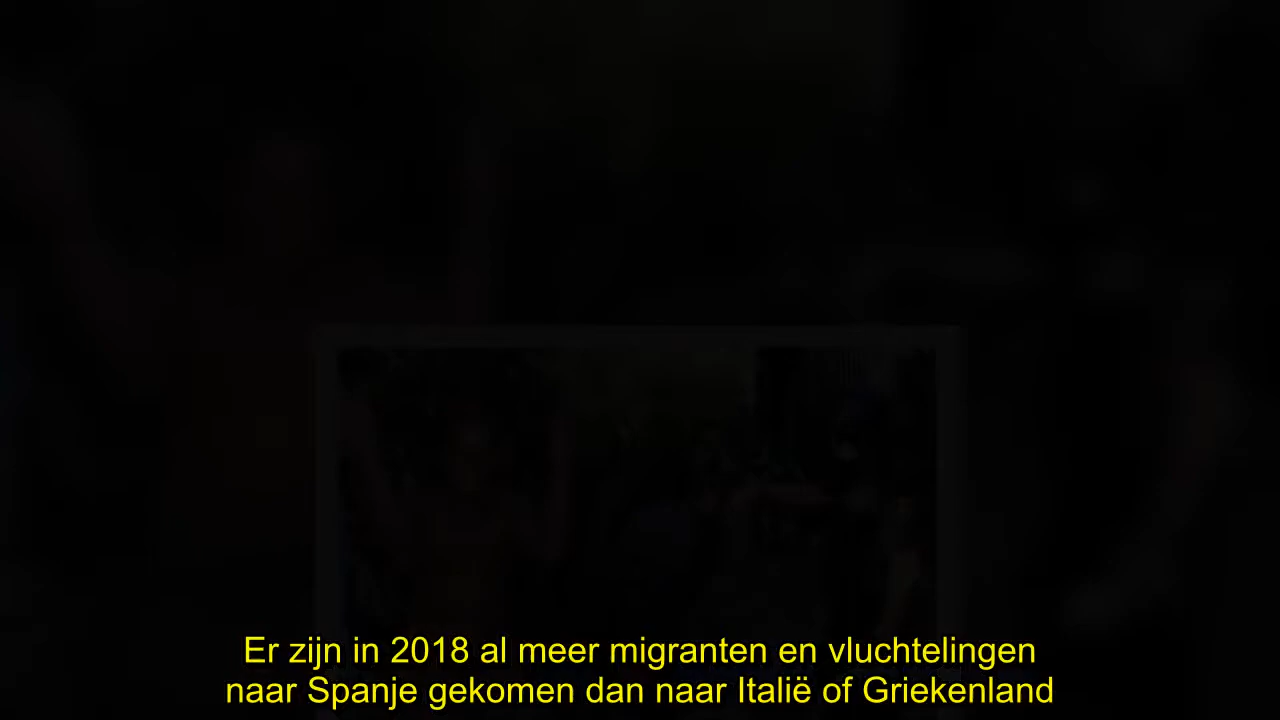 Er zijn in 2018 al meer migranten en vluchtelingen
naar Spanje gekomen dan naar Italië of Griekenland